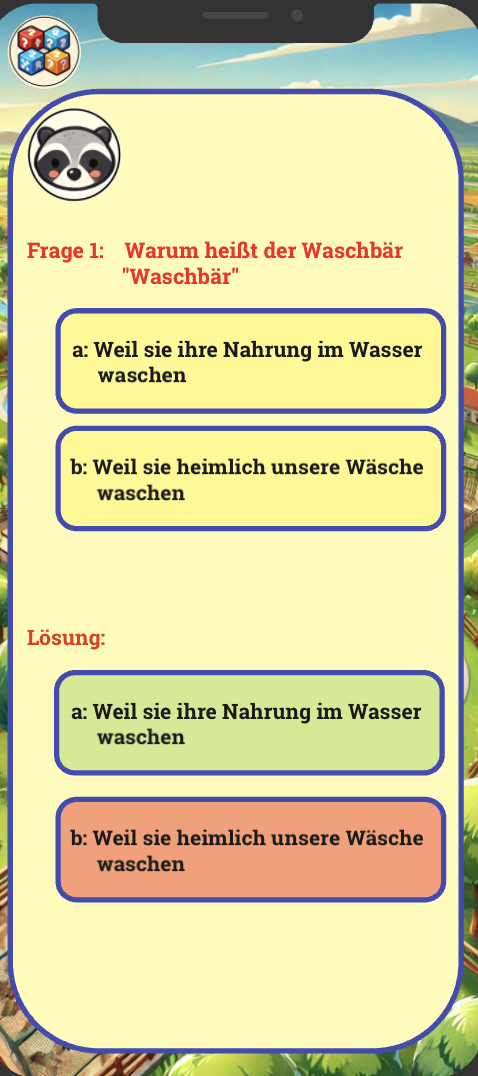 Frage 1: Warum heißt der Waschbär
"Waschbär"
a: Weil sie ihre Nahrung im Wasser
waschen
b: Weil sie heimlich unsere Wäsche
waschen
Lösung:
a: Weil sie ihre Nahrung im Wasser
waschen
b: Weil sie heimlich unsere Wäsche
waschen